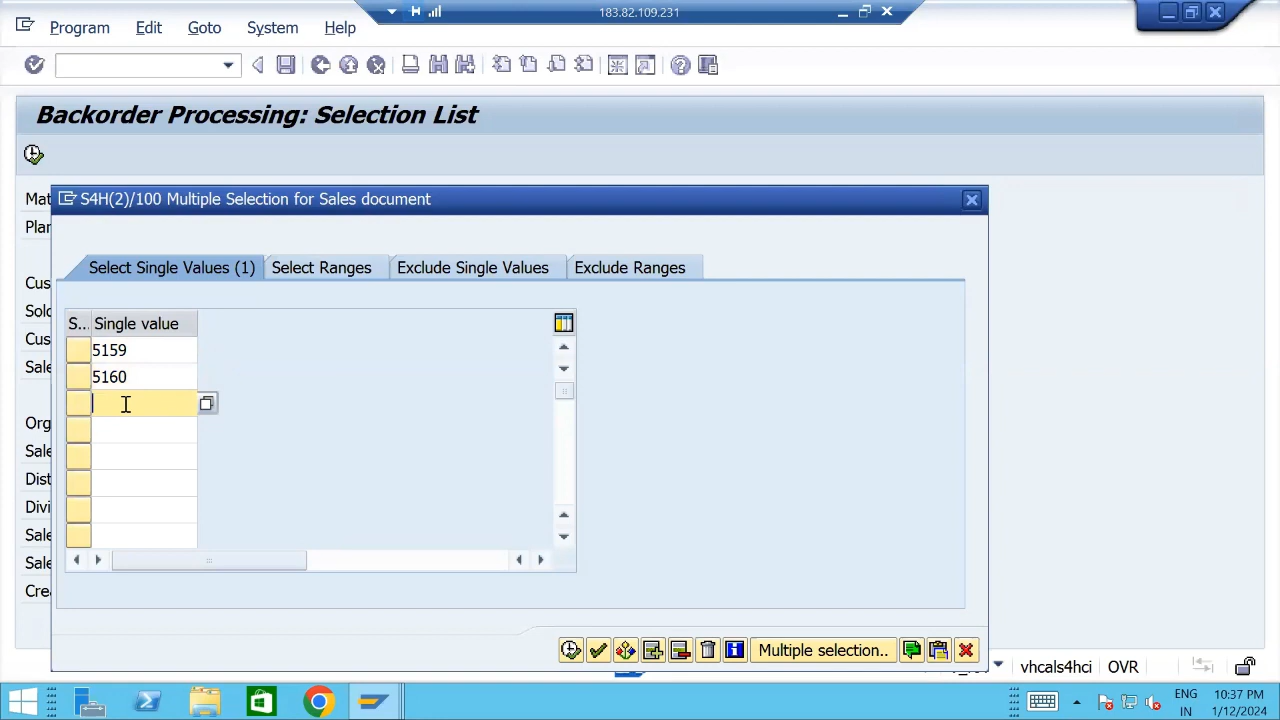 183.82.109.231
Program Edit Goto System Help
Backorder Processing: Selection List
Mat
Plan
Cus
Sold
Cus
Sale
Org
Sale
Dist
Divi
Sale
Sale
Crea
S4H(2)/100 Multiple Selection for Sales document
Select Single Values (1) Select Ranges Exclude Single Values Exclude Ranges
S... Single value
5159
5160
Multiple selection..
vhcals4hci OVR
ENG 10:37 PM
IN 1/12/2024